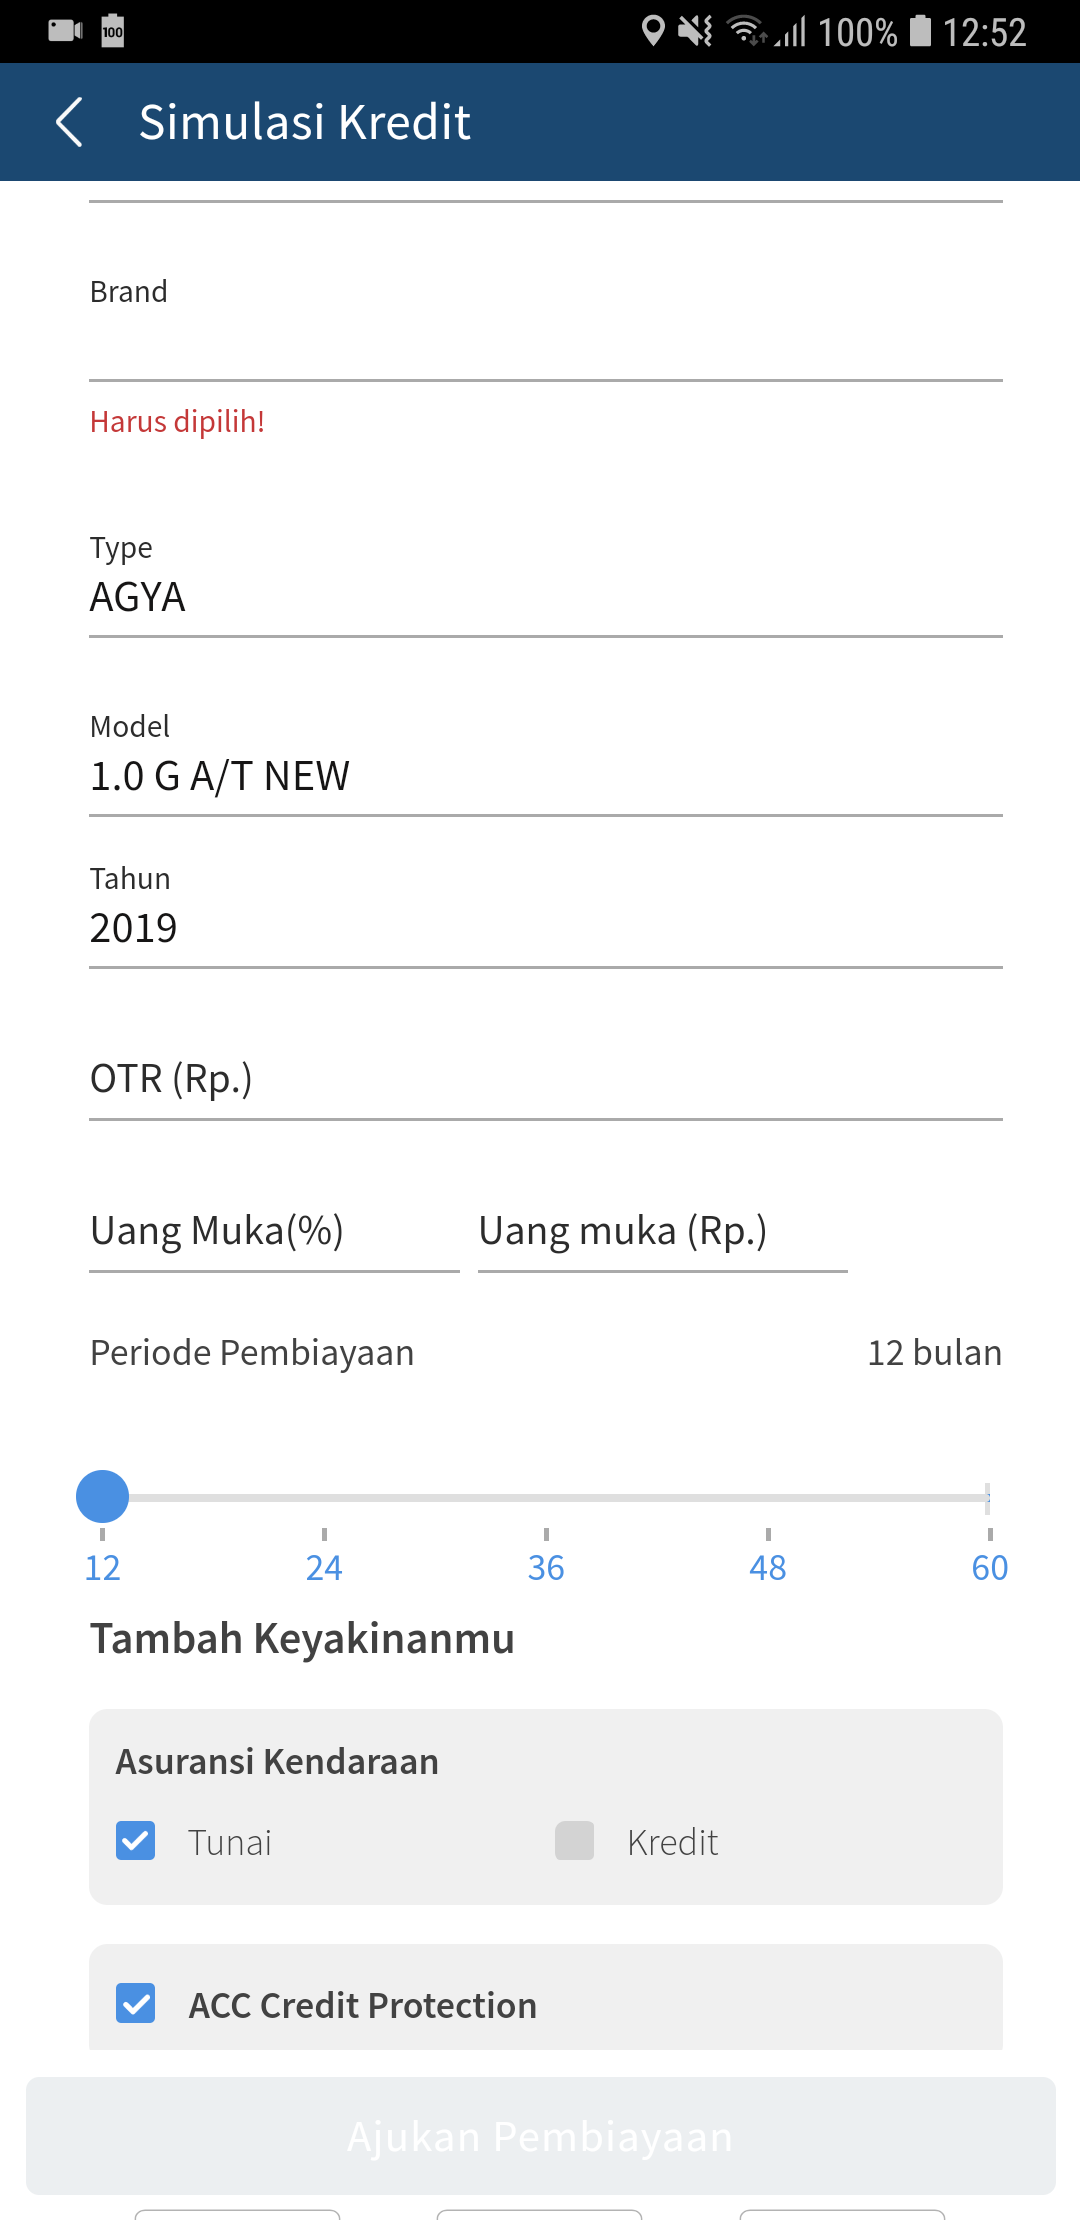 100
100% 12:52
Simulasi Kredit
Brand
Harus dipilih!
Type
AGYA
Model
1.0 G A/T NEW
Tahun
2019
OTR (Rp.)
Uang Muka(%) Uang muka (Rp.)
Periode Pembiayaan 12 bulan
12 24 36 48 60
Tambah Keyakinanmu
Asuransi Kendaraan
Tunai Kredit
ACC Credit Protection
Ajukan Pembiayaan